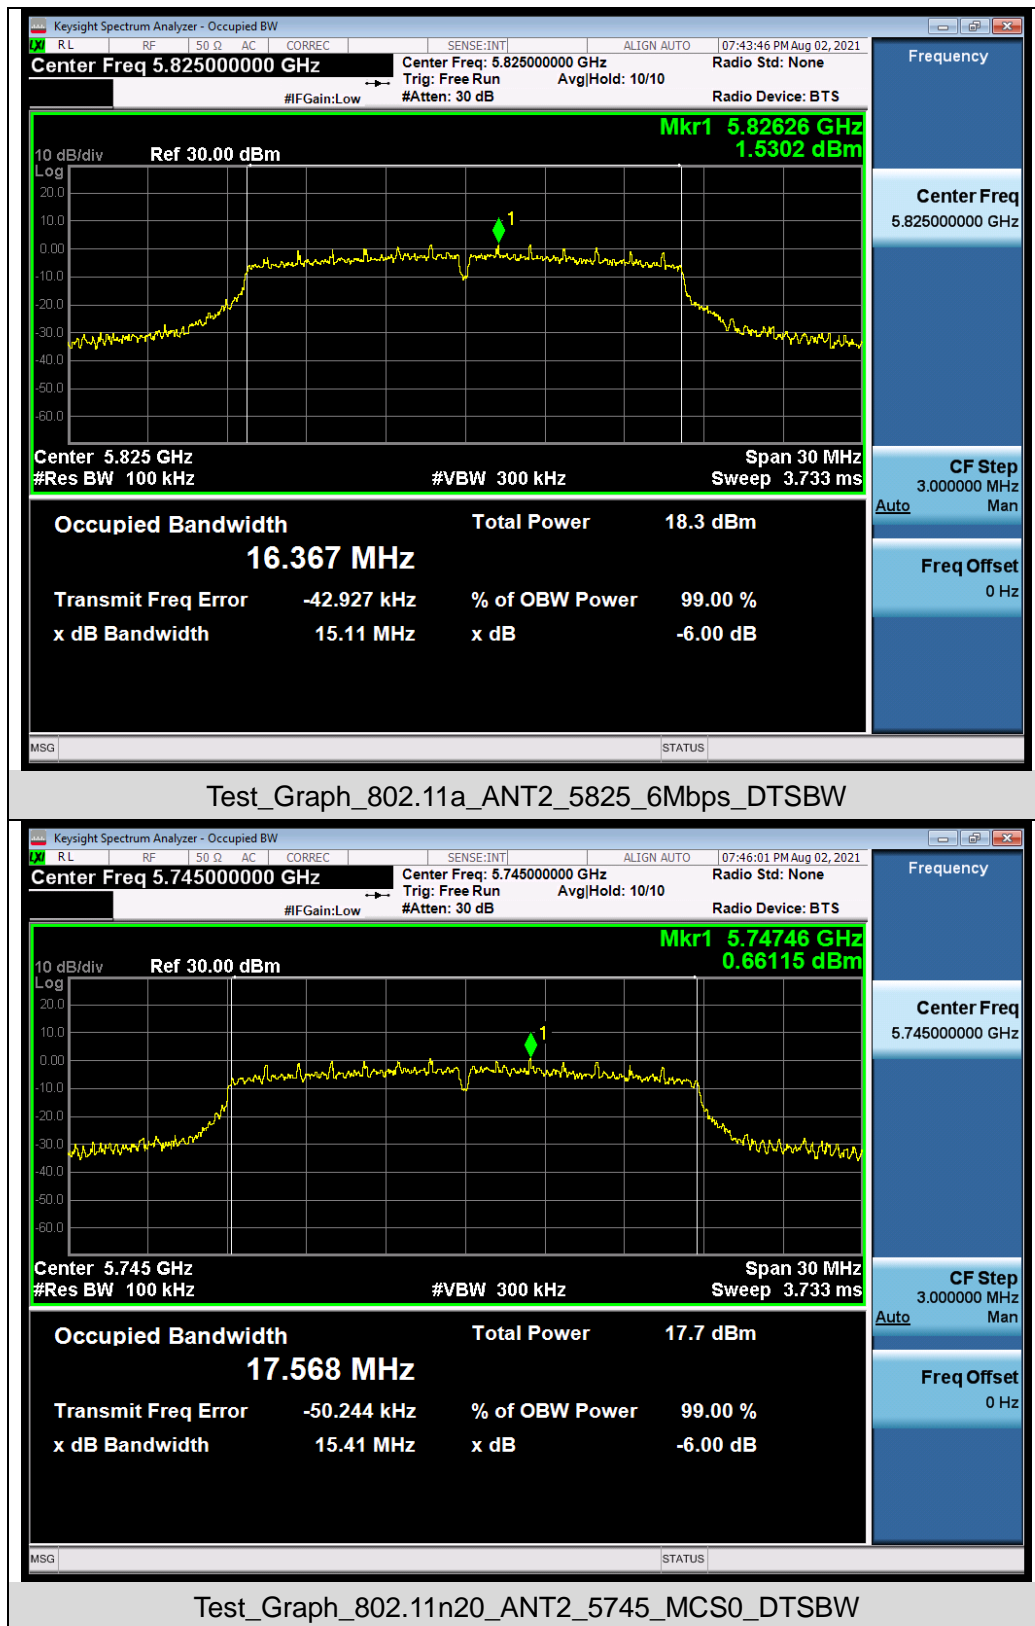 Keysight Spectrum Analyzer - Occupied BW
LXI RL RF 50 Ω AC CORREC SENSE:INT ALIGN AUTO 07:43:46 PM Aug 02, 2021
Center Freq 5.825000000 GHz Center Freq: 5.825000000 GHz Radio Std: None
Trig: Free Run Avg|Hold: 10/10
#IFGain:Low #Atten: 30 dB Radio Device: BTS
Mkr1 5.82626 GHz
1.5302 dBm
10 dB/div Ref 30.00 dBm
Log
20.0
10.0
1
0.00
-10.0
-20.0
-30.0
-40.0
-50.0
-60.0
Center 5.825 GHz Span 30 MHz
#Res BW 100 kHz #VBW 300 kHz Sweep 3.733 ms
Occupied Bandwidth Total Power 18.3 dBm
16.367 MHz
Transmit Freq Error -42.927 kHz % of OBW Power 99.00 %
x dB Bandwidth 15.11 MHz x dB -6.00 dB
MSG STATUS
Frequency
Center Freq
5.825000000 GHz
CF Step
3.000000 MHz
Auto Man
Freq Offset
0 Hz
Test_Graph_802.11a_ANT2_5825_6Mbps_DTSBW
Keysight Spectrum Analyzer - Occupied BW
LXI RL RF 50 Ω AC CORREC SENSE:INT ALIGN AUTO 07:46:01 PM Aug 02, 2021
Center Freq 5.745000000 GHz Center Freq: 5.745000000 GHz Radio Std: None
Trig: Free Run Avg|Hold: 10/10
#IFGain:Low #Atten: 30 dB Radio Device: BTS
Mkr1 5.74746 GHz
0.66115 dBm
10 dB/div Ref 30.00 dBm
Log
20.0
10.0
1
0.00
-10.0
-20.0
-30.0
-40.0
-50.0
-60.0
Center 5.745 GHz Span 30 MHz
#Res BW 100 kHz #VBW 300 kHz Sweep 3.733 ms
Occupied Bandwidth Total Power 17.7 dBm
17.568 MHz
Transmit Freq Error -50.244 kHz % of OBW Power 99.00 %
x dB Bandwidth 15.41 MHz x dB -6.00 dB
MSG STATUS
Frequency
Center Freq
5.745000000 GHz
CF Step
3.000000 MHz
Auto Man
Freq Offset
0 Hz
Test_Graph_802.11n20_ANT2_5745_MCS0_DTSBW